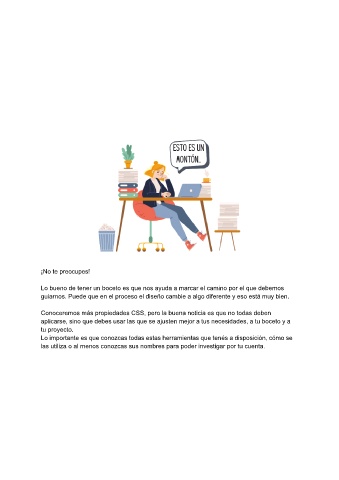 ESTO ES UN
MONTÓN.
¡No te preocupes!
Lo bueno de tener un boceto es que nos ayuda a marcar el camino por el que debemos
guiarnos. Puede que en el proceso el diseño cambie a algo diferente y eso está muy bien.
Conoceremos más propiedades CSS, pero la buena noticia es que no todas deben
aplicarse, sino que debes usar las que se ajusten mejor a tus necesidades, a tu boceto y a
tu proyecto.
Lo importante es que conozcas todas estas herramientas que tenés a disposición, cómo se
las utiliza o al menos conozcas sus nombres para poder investigar por tu cuenta.